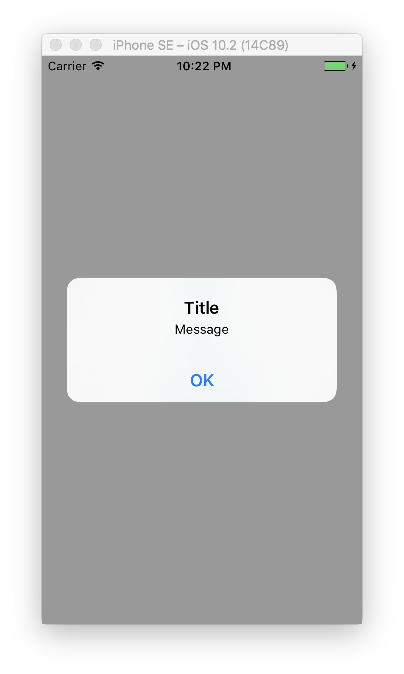 iPhone SE – iOS 10.2 (14C89)
Carrier 10:22 PM
Title
Message
OK